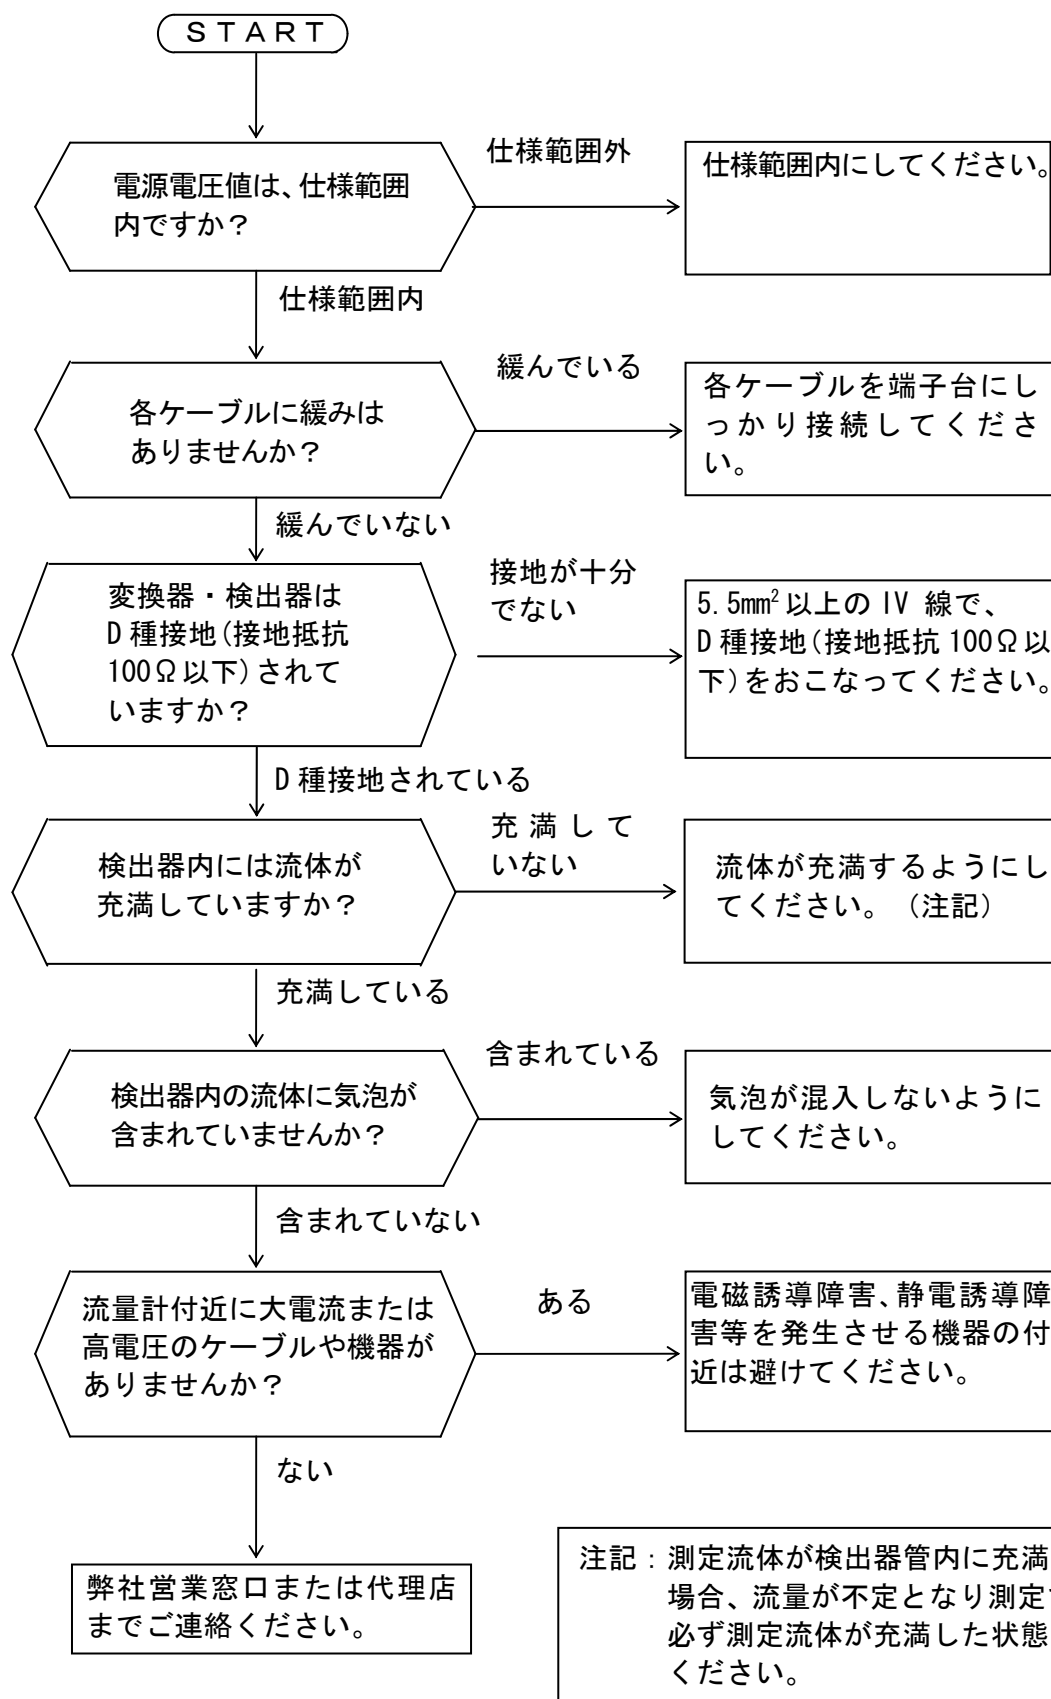 ＳＴＡＲＴ
電源電圧値は、仕様範囲
内ですか？
仕様範囲外
仕様範囲内にしてください。
仕様範囲内
各ケーブルに緩みは
ありませんか？
緩んでいる
各ケーブルを端子台にし
っかり接続してくださ
い。
緩んでいない
変換器・検出器は
D種接地(接地抵抗
100Ω以下)されて
いますか？
接地が十分
でない
5.5mm²以上のIV 線で、
D種接地(接地抵抗100Ω以
下)をおこなってください。
D種接地されている
検出器内には流体が
充満していますか？
充満して
いない
流体が充満するようにし
てください。（注記）
充満している
検出器内の流体に気泡が
含まれていませんか？
含まれている
気泡が混入しないように
してください。
含まれていない
流量計付近に大電流または
高電圧のケーブルや機器が
ありませんか？
ある
電磁誘導障害、静電誘導障
害等を発生させる機器の付
近は避けてください。
ない
弊社営業窓口または代理店
までご連絡ください。
注記：測定流体が検出器管内に充満
場合、流量が不定となり測定
必ず測定流体が充満した状態
ください。